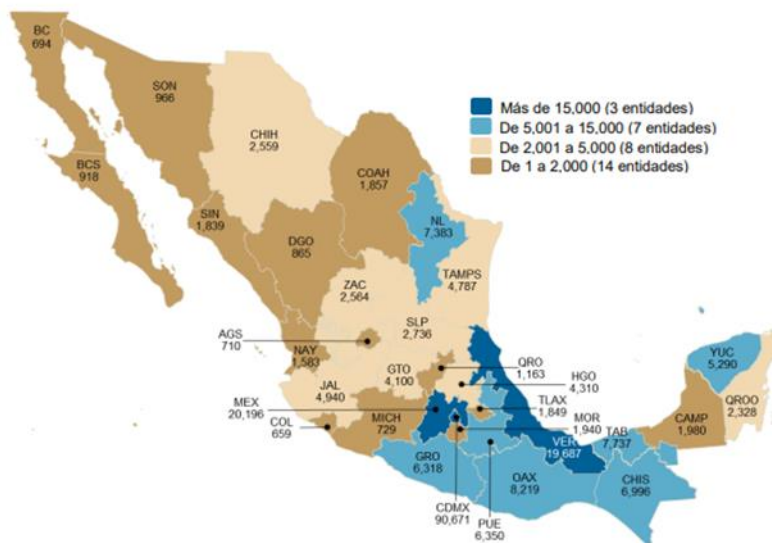 BC
694
SON
966
CHIH
2,559
BCS
918
COAH
1,857
SIN
1,839
DGO
865
NL
7,383
TAMPS
4,787
ZAC
2,564
SLP
2,736
AGS
710
NAY
1,583
JAL
4,940
GTO
4,100
QRO
1,163
HGO
4,310
MEX
20,196
COL
659
MICH
729
TLAX
1,849
MOR
1,940
GRO
6,318
CDMX
90,671
PUE
6,350
OAX
8,219
VER
19,687
TAB
7,737
CHIS
6,996
CAMP
1,980
YUC
5,290
QROO
2,328
Más de 15,000 (3 entidades)
De 5,001 a 15,000 (7 entidades)
De 2,001 a 5,000 (8 entidades)
De 1 a 2,000 (14 entidades)